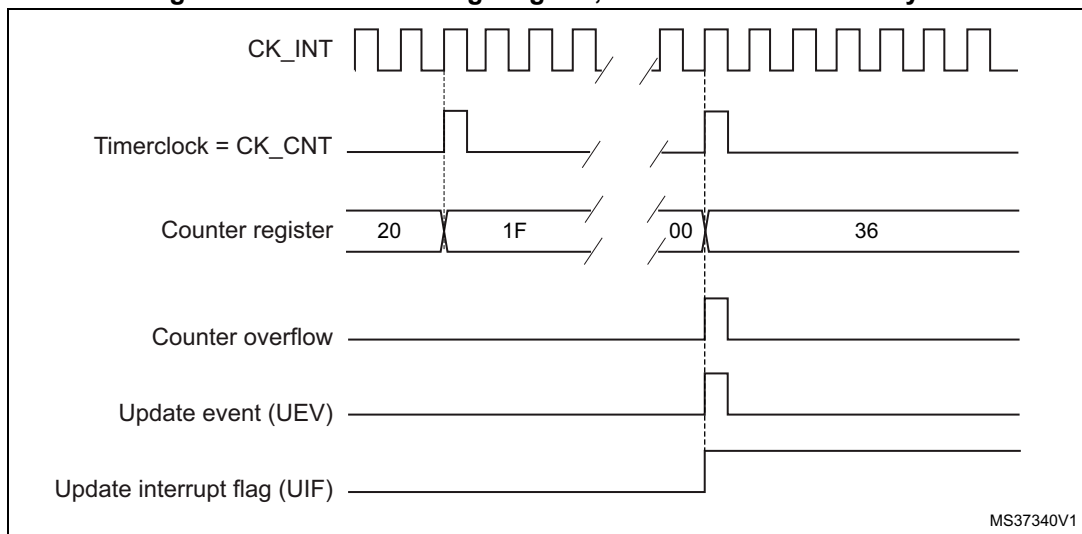 CK_INT
Timerclock = CK_CNT
Counter register 20 1F 00 36
Counter overflow
Update event (UEV)
Update interrupt flag (UIF)
MS37340V1